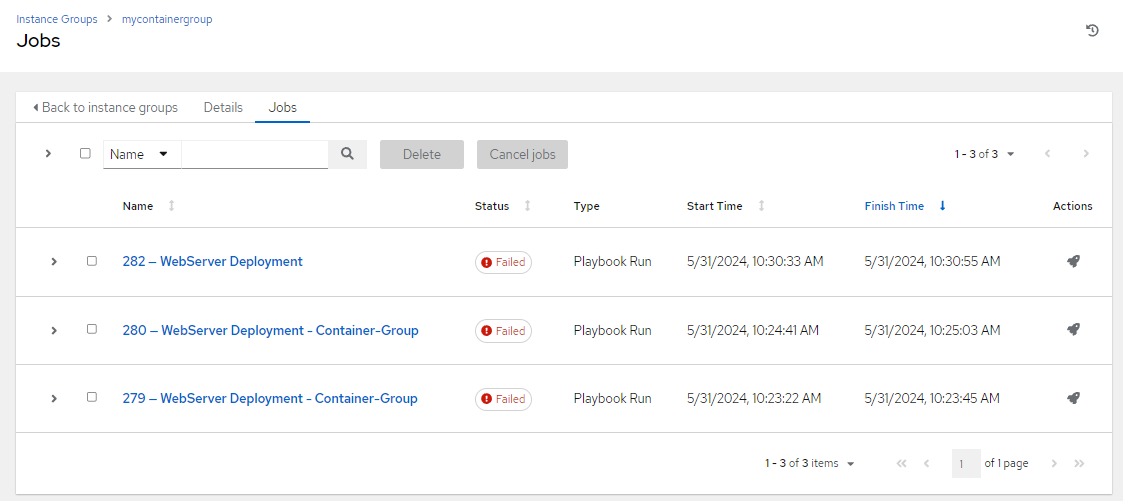 Instance Groups > mycontainergroup
Jobs
Back to instance groups Details Jobs
Name Delete Cancel jobs 1 - 3 of 3
Name Status Type Start Time Finish Time Actions
282 – WebServer Deployment Failed Playbook Run 5/31/2024, 10:30:33 AM 5/31/2024, 10:30:55 AM
280 – WebServer Deployment - Container-Group Failed Playbook Run 5/31/2024, 10:24:41 AM 5/31/2024, 10:25:03 AM
279 – WebServer Deployment - Container-Group Failed Playbook Run 5/31/2024, 10:23:22 AM 5/31/2024, 10:23:45 AM
1 - 3 of 3 items 1 of 1 page